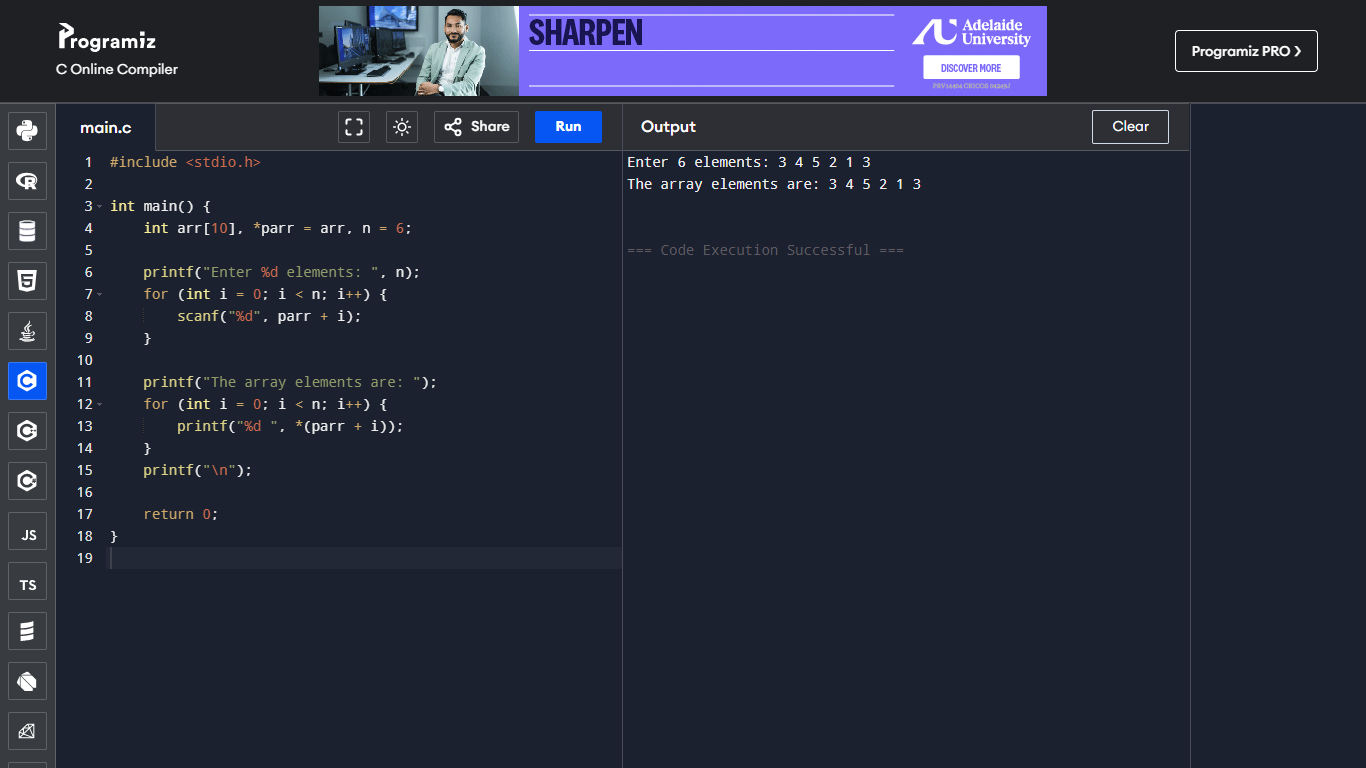 Programiz
C Online Compiler
SHARPEN
Adelaide
University
DISCOVER MORE
Programiz PRO
main.c
Share
Run
Output
Clear
1 #include <stdio.h>
2
3 int main() {
4 int arr[10], *parr = arr, n = 6;
5
6 printf("Enter %d elements: ", n);
7 for (int i = 0; i < n; i++) {
8 scanf("%d", parr + i);
9 }
10
11 printf("The array elements are: ");
12 for (int i = 0; i < n; i++) {
13 printf("%d ", *(parr + i));
14 }
15 printf("\n");
16
17 return 0;
18 }
19
Enter 6 elements: 3 4 5 2 1 3
The array elements are: 3 4 5 2 1 3
=== Code Execution Successful ===
R
5
C
C
C
JS
TS